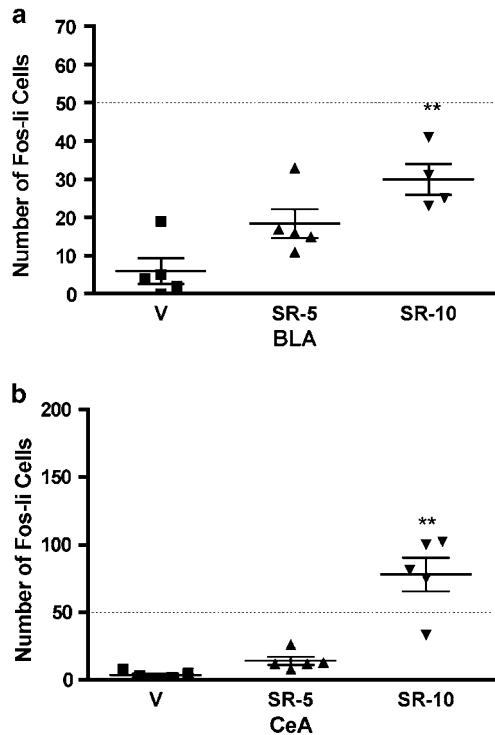 a
70
60
50
40
30
20
10
0
Number of Fos-li Cells
**
V SR-5 SR-10
BLA
b
200
150
100
50
0
Number of Fos-li Cells
**
V SR-5 SR-10
CeA